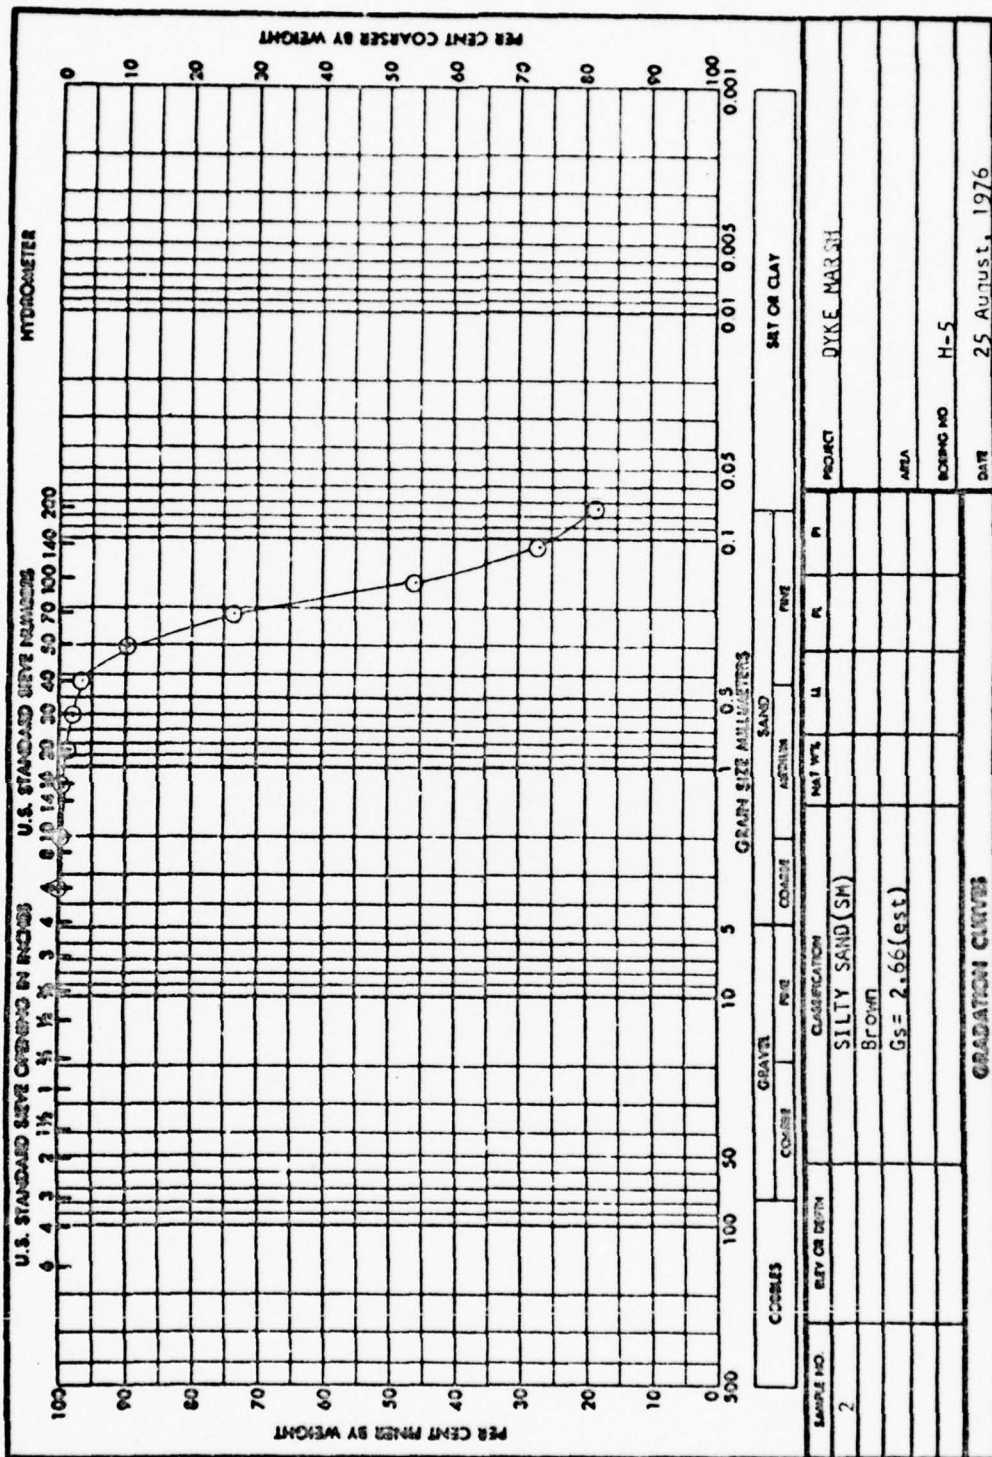 U.S. STANDARD SIEVE OPENING IN INCHES U.S. STANDARD SIEVE NUMBERS HYDROMETER
6 4 3 2 1½ 1 ¾ ½ ⅜ 3 4 6 8 10 14 16 20 30 40 50 70 100 140 200
100 90 80 70 60 50 40 30 20 10 0
PER CENT FINER BY WEIGHT
0 10 20 30 40 50 60 70 80 90 100
PER CENT COARSER BY WEIGHT
500 100 50 10 5 1 0.5 0.1 0.05 0.01 0.005 0.001
GRAIN SIZE MILLIMETERS
COBBLES GRAVEL SAND SILT OR CLAY
COARSE FINE COARSE MEDIUM FINE
SAMPLE NO. ELEV OR DEPTH CLASSIFICATION NAT W% LL PL PI
2 SILTY SAND(SM)
Brown
Gs= 2.66(est)
PROJECT DYKE MARSH
AREA
BORING NO H-5
DATE 25 August, 1976
GRADATION CURVES